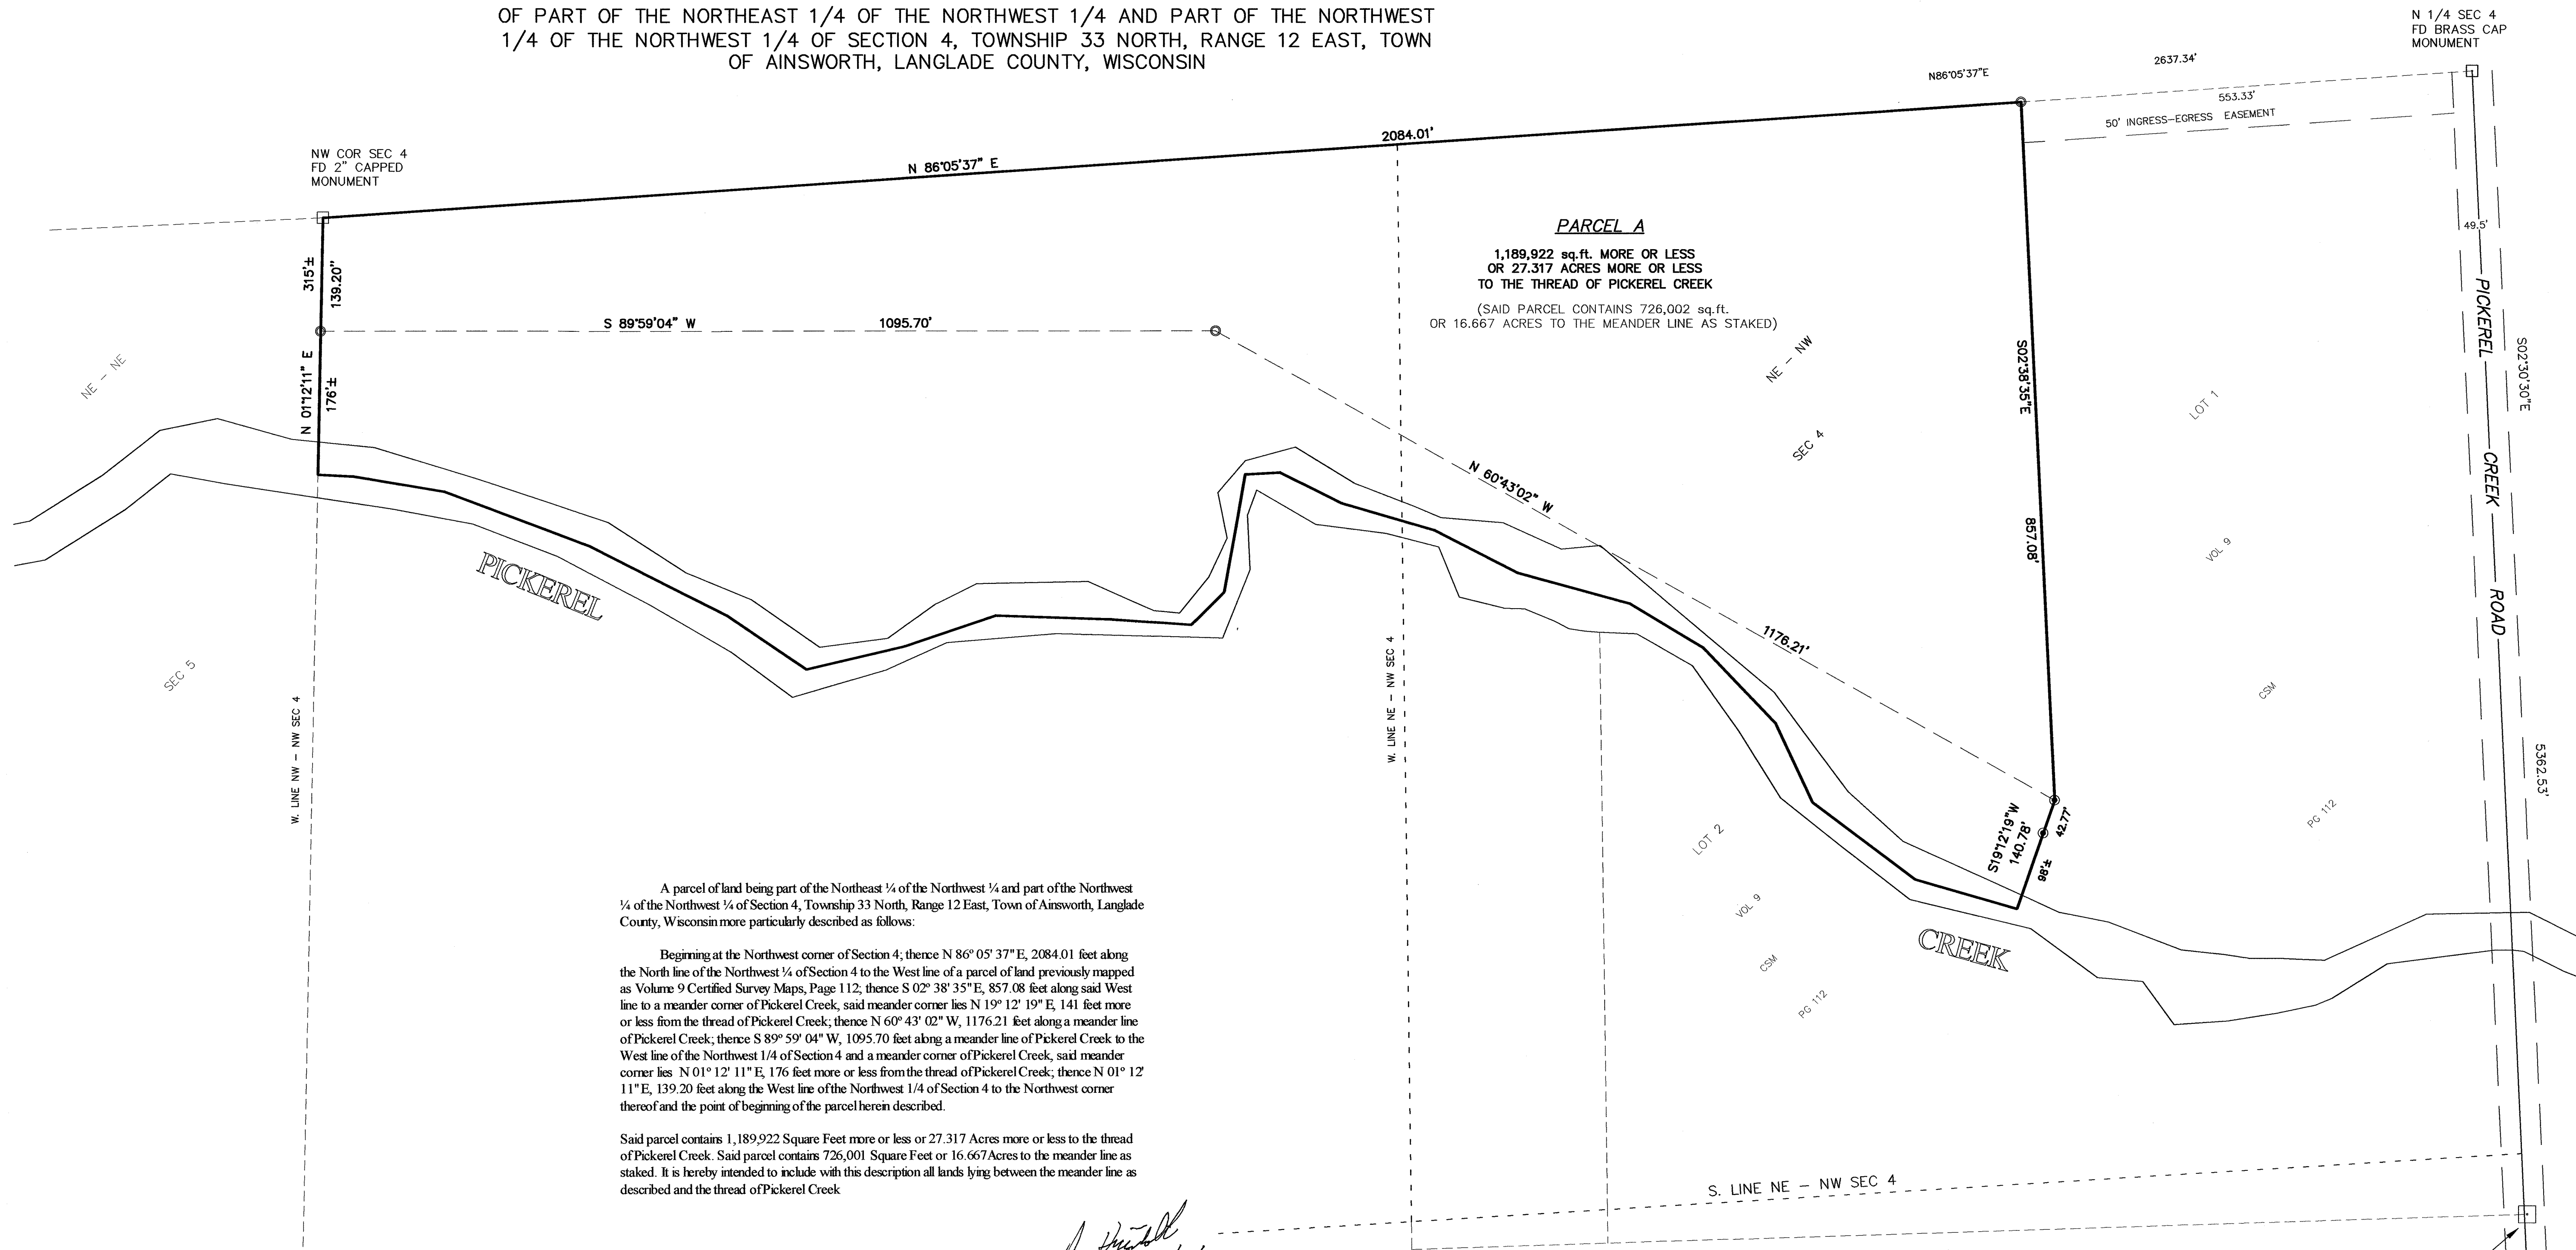 OF PART OF THE NORTHEAST 1/4 OF THE NORTHWEST 1/4 AND PART OF THE NORTHWEST
1/4 OF THE NORTHWEST 1/4 OF SECTION 4, TOWNSHIP 33 NORTH, RANGE 12 EAST, TOWN
OF AINSWORTH, LANGLADE COUNTY, WISCONSIN
N 1/4 SEC 4
FD BRASS CAP
MONUMENT
2637.34'
N86°05'37"E
553.33'
50' INGRESS-EGRESS EASEMENT
2084.01'
N 86°05'37" E
NW COR SEC 4
FD 2" CAPPED
MONUMENT
PARCEL A
1,189,922 sq.ft. MORE OR LESS
OR 27.317 ACRES MORE OR LESS
TO THE THREAD OF PICKEREL CREEK
(SAID PARCEL CONTAINS 726,002 sq.ft.
OR 16.667 ACRES TO THE MEANDER LINE AS STAKED)
49.5'
315'±
139.20"
S 89°59'04" W
1095.70'
N 01°12'11" E
176'±
NE - NE
NE - NW
SEC 4
N 60°43'02" W
1176.21'
S02°38'35"E
857.08'
LOT 1
VOL 9
CSM
PG 112
PICKEREL
CREEK
ROAD
S02°30'30"E
5362.53'
PICKEREL
SEC 5
W. LINE NW - NW SEC 4
W. LINE NE - NW SEC 4
S19°12'19"W
140.78'
42.77'
98'±
LOT 2
VOL 9
CSM
PG 112
CREEK
A parcel of land being part of the Northeast ¼ of the Northwest ¼ and part of the Northwest
¼ of the Northwest ¼ of Section 4, Township 33 North, Range 12 East, Town of Ainsworth, Langlade
County, Wisconsin more particularly described as follows:
Beginning at the Northwest corner of Section 4; thence N 86° 05' 37" E, 2084.01 feet along
the North line of the Northwest ¼ of Section 4 to the West line of a parcel of land previously mapped
as Volume 9 Certified Survey Maps, Page 112; thence S 02° 38' 35" E, 857.08 feet along said West
line to a meander corner of Pickerel Creek, said meander corner lies N 19° 12' 19" E, 141 feet more
or less from the thread of Pickerel Creek; thence N 60° 43' 02" W, 1176.21 feet along a meander line
of Pickerel Creek; thence S 89° 59' 04" W, 1095.70 feet along a meander line of Pickerel Creek to the
West line of the Northwest 1/4 of Section 4 and a meander corner of Pickerel Creek, said meander
corner lies N 01° 12' 11" E, 176 feet more or less from the thread of Pickerel Creek; thence N 01° 12'
11" E, 139.20 feet along the West line of the Northwest 1/4 of Section 4 to the Northwest corner
thereof and the point of beginning of the parcel herein described.
Said parcel contains 1,189,922 Square Feet more or less or 27.317 Acres more or less to the thread
of Pickerel Creek. Said parcel contains 726,001 Square Feet or 16.667 Acres to the meander line as
staked. It is hereby intended to include with this description all lands lying between the meander line as
described and the thread of Pickerel Creek
S. LINE NE - NW SEC 4